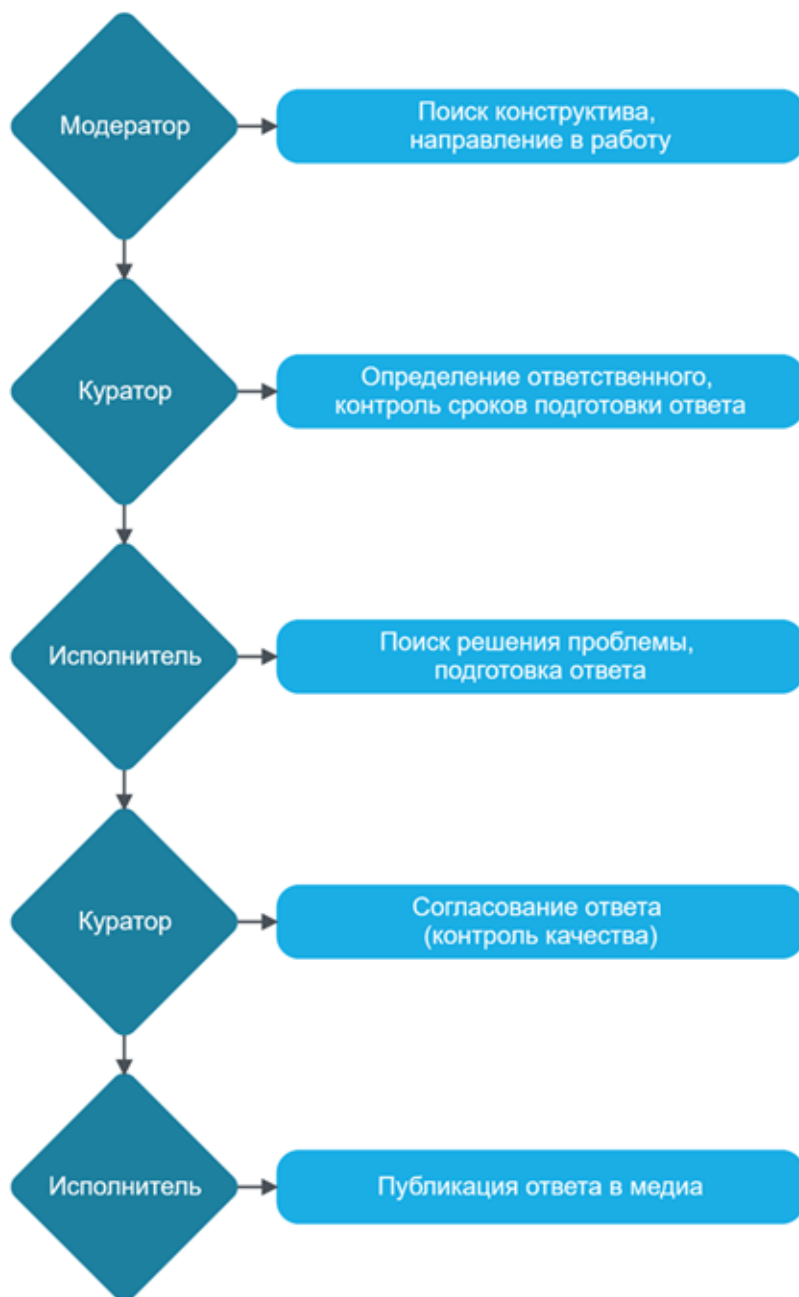 Модератор
Поиск конструктива,
направление в работу
Куратор
Определение ответственного,
контроль сроков подготовки ответа
Исполнитель
Поиск решения проблемы,
подготовка ответа
Куратор
Согласование ответа
(контроль качества)
Исполнитель
Публикация ответа в медиа